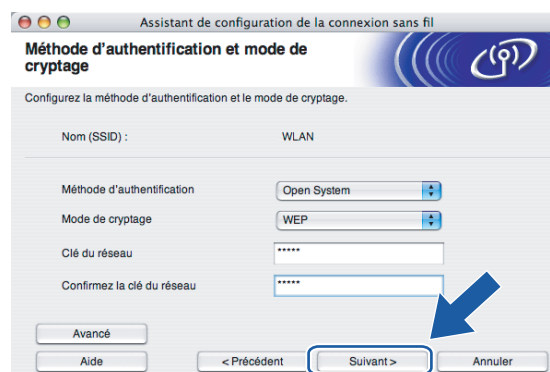 Assistant de configuration de la connexion sans fil
Méthode d'authentification et mode de
cryptage
Configurez la méthode d'authentification et le mode de cryptage.
Nom (SSID) : WLAN
Méthode d'authentification Open System
Mode de cryptage WEP
Clé du réseau *****
Confirmez la clé du réseau *****
Avancé
Aide < Précédent Suivant > Annuler